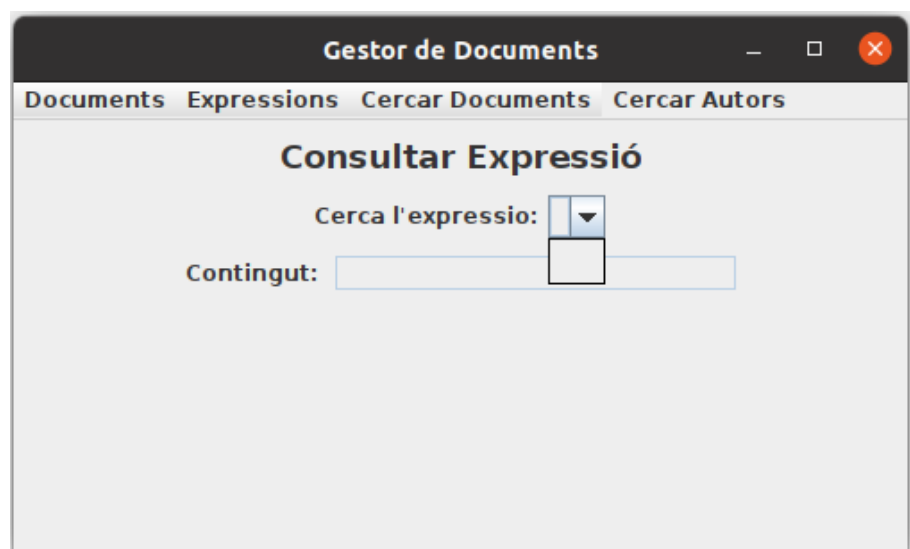 Gestor de Documents
Documents Expressions Cercar Documents Cercar Autors
Consultar Expressió
Cerca l'expressio:
Contingut: